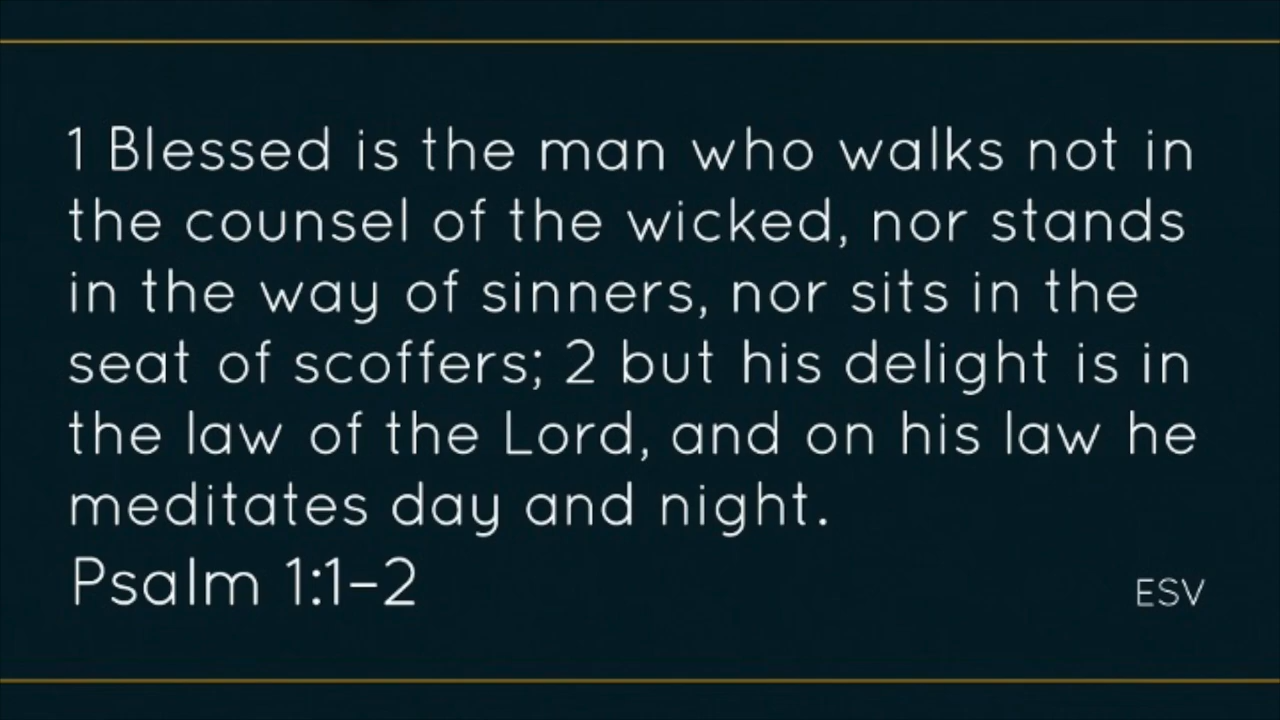 1 Blessed is the man who walks not in
the counsel of the wicked, nor stands
in the way of sinners, nor sits in the
seat of scoffers; 2 but his delight is in
the law of the Lord, and on his law he
meditates day and night.
Psalm 1:1–2
ESV